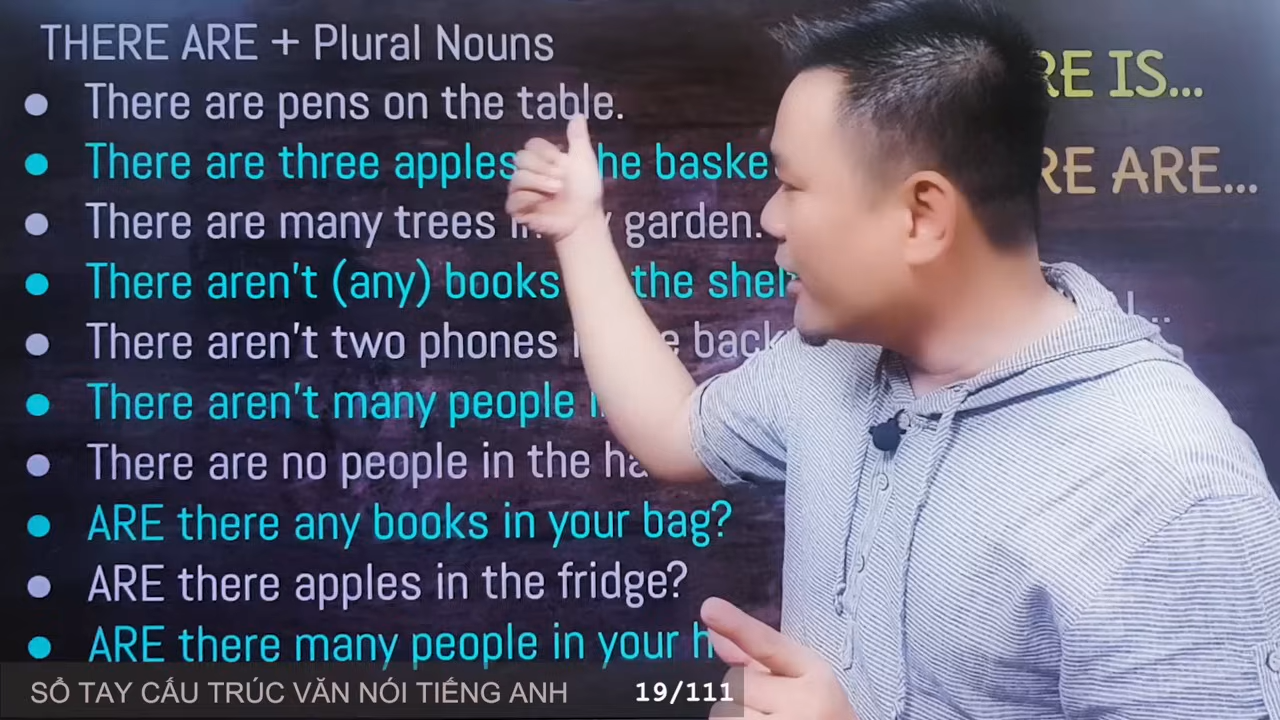 THERE ARE + Plural Nouns
• There are pens on the table.
• There are three apples he baske
• There are many trees garden.
• There aren't (any) books the shel
• There aren't two phones back
• There aren't many people
• There are no people in the ha
• ARE there any books in your bag?
• ARE there apples in the fridge?
• ARE there many people in your h
RE IS...
RE ARE...
SỔ TAY CẤU TRÚC VĂN NÓI TIẾNG ANH 19/111